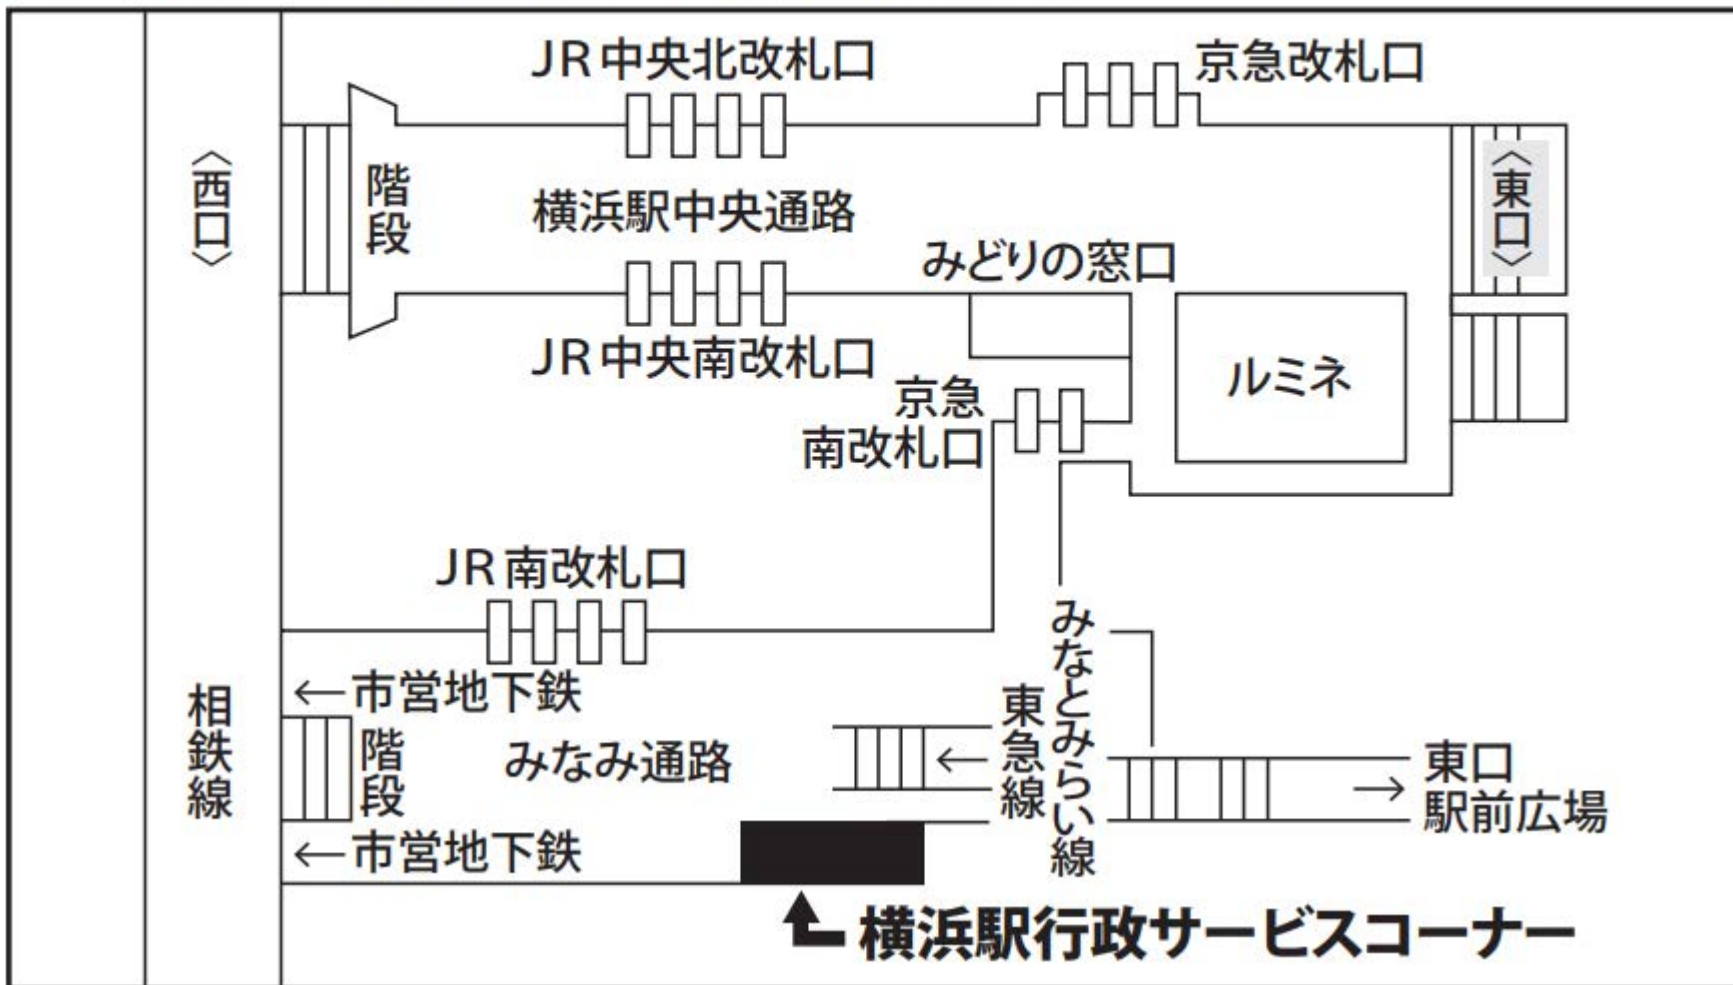 JR中央北改札口
京急改札口
〈西口〉
階段
横浜駅中央通路
〈東口〉
みどりの窓口
JR中央南改札口
ルミネ
京急
南改札口
JR南改札口
←市営地下鉄
相鉄線
階段
みなみ通路
←
東急線
みなとみらい線
→
東口
駅前広場
←市営地下鉄
横浜駅行政サービスコーナー